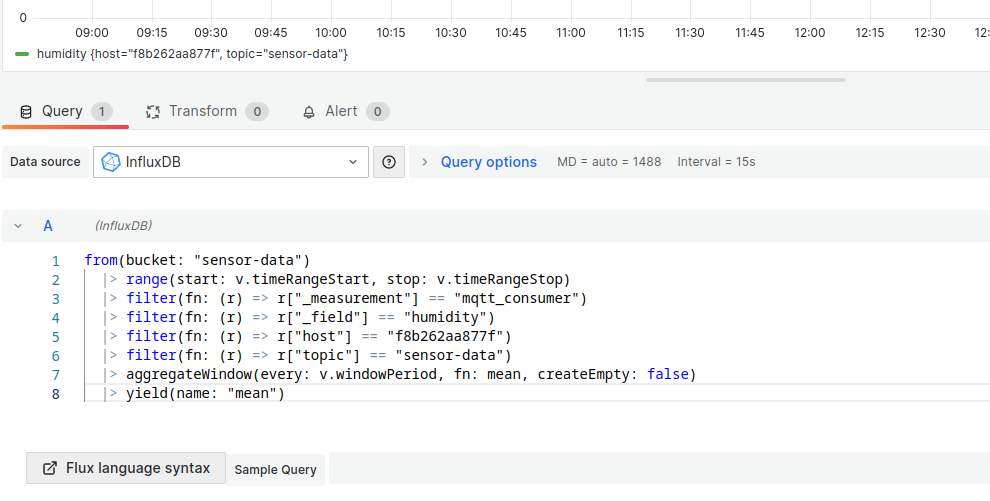 0
09:00 09:15 09:30 09:45 10:00 10:15 10:30 10:45 11:00 11:15 11:30 11:45 12:00 12:15 12:30 12:
humidity {host="f8b262aa877f", topic="sensor-data"}
Query 1 Transform 0 Alert 0
Data source InfluxDB Query options MD = auto = 1488 Interval = 15s
A (InfluxDB)
1 from(bucket: "sensor-data")
2 |> range(start: v.timeRangeStart, stop: v.timeRangeStop)
3 |> filter(fn: (r) => r["_measurement"] == "mqtt_consumer")
4 |> filter(fn: (r) => r["_field"] == "humidity")
5 |> filter(fn: (r) => r["host"] == "f8b262aa877f")
6 |> filter(fn: (r) => r["topic"] == "sensor-data")
7 |> aggregateWindow(every: v.windowPeriod, fn: mean, createEmpty: false)
8 |> yield(name: "mean")
Flux language syntax Sample Query